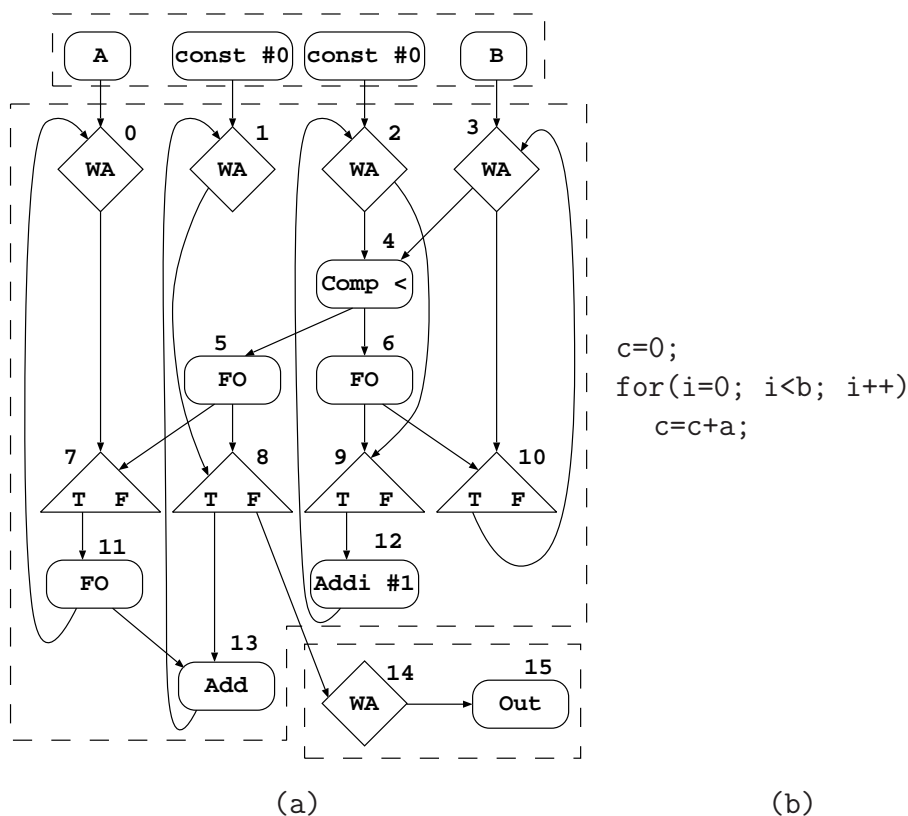 A const #0 const #0 B
0 1 2 3
WA WA WA WA
4
Comp <
5 6
FO FO
7 8 9 10
T F T F T F T F
11 12
FO Addi #1
13 14 15
Add WA Out
c=0;
for(i=0; i<b; i++)
c=c+a;
(a) (b)